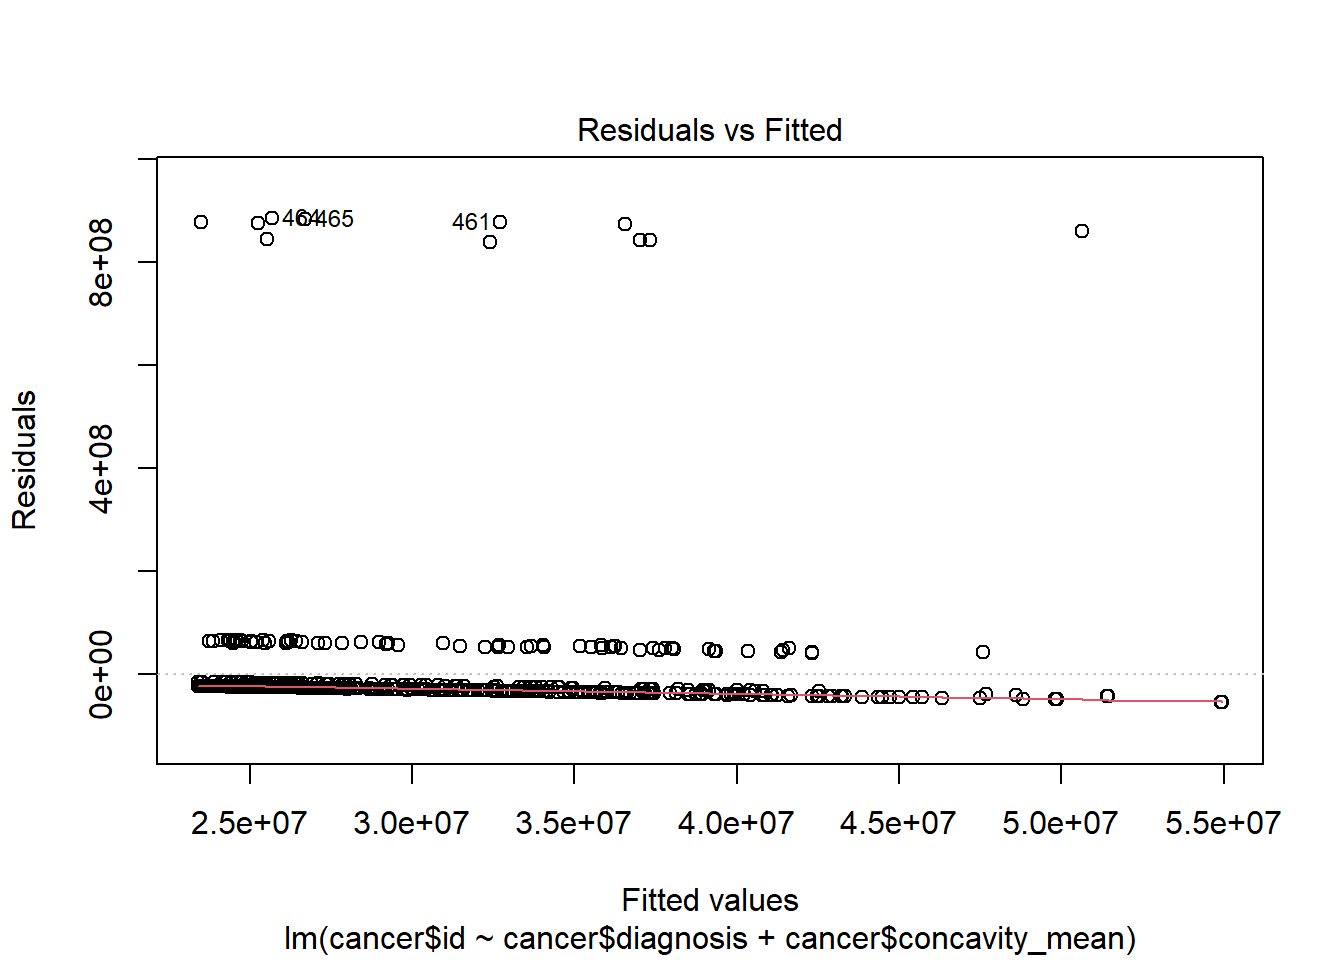 Residuals vs Fitted
Residuals
8e+08
4e+08
0e+00
464
465
461
2.5e+07 3.0e+07 3.5e+07 4.0e+07 4.5e+07 5.0e+07 5.5e+07
Fitted values
lm(cancer$id ~ cancer$diagnosis + cancer$concavity_mean)